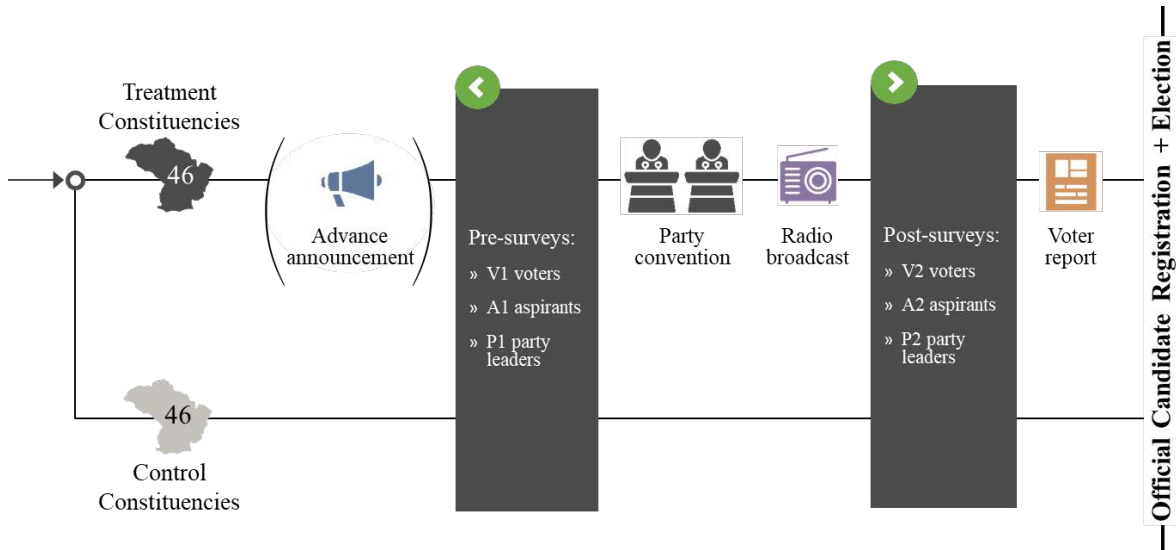 Treatment
Constituencies
46
Advance
announcement
Pre-surveys:
» V1 voters
» A1 aspirants
» P1 party
leaders
Party
convention
Radio
broadcast
Post-surveys:
» V2 voters
» A2 aspirants
» P2 party
leaders
Voter
report
Official Candidate Registration + Election
46
Control
Constituencies